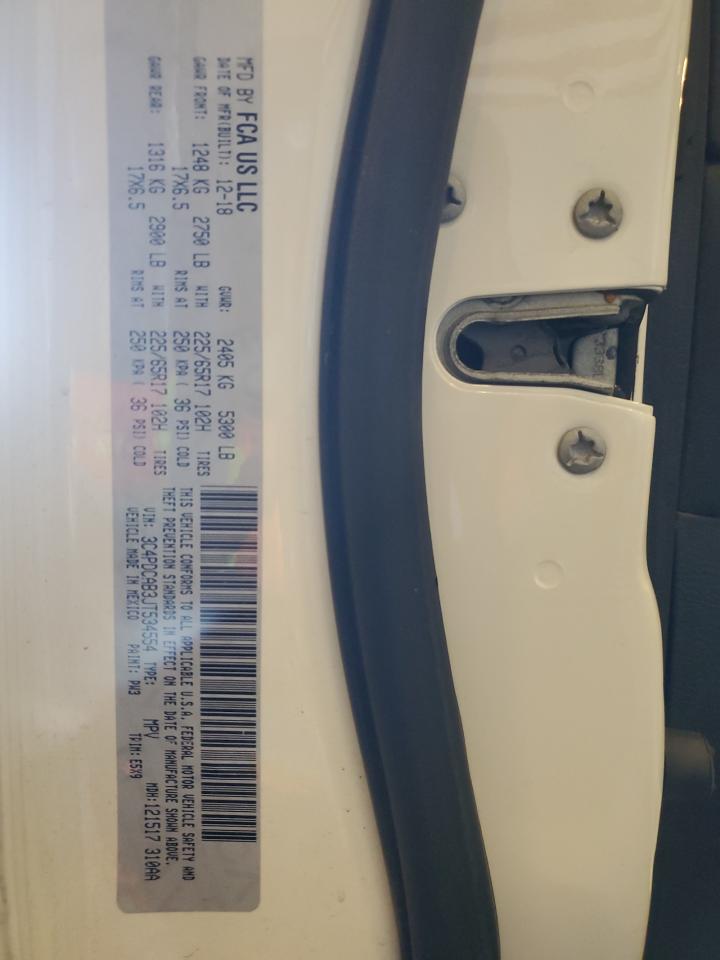 MFD BY FCA US LLC
DATE OF MFR(BUILT): 12-18 GVWR: 2405 KG 5300 LB
GAWR FRONT: 1248 KG 2750 LB WITH 225/65R17 102H TIRES
17X6.5 RIMS AT 250 KPA ( 36 PSI) COLD
GAWR REAR: 1316 KG 2900 LB WITH 225/65R17 102H TIRES
17X6.5 RIMS AT 250 KPA ( 36 PSI) COLD
THIS VEHICLE CONFORMS TO ALL APPLICABLE U.S.A. FEDERAL MOTOR VEHICLE SAFETY AND
THEFT PREVENTION STANDARDS IN EFFECT ON THE DATE OF MANUFACTURE SHOWN ABOVE.
VIN: 3C4PDCAB3JT534554 TYPE: MPV MDH:121517 310AA
VEHICLE MADE IN MEXICO PAINT: PW3 TRIM: E5X9